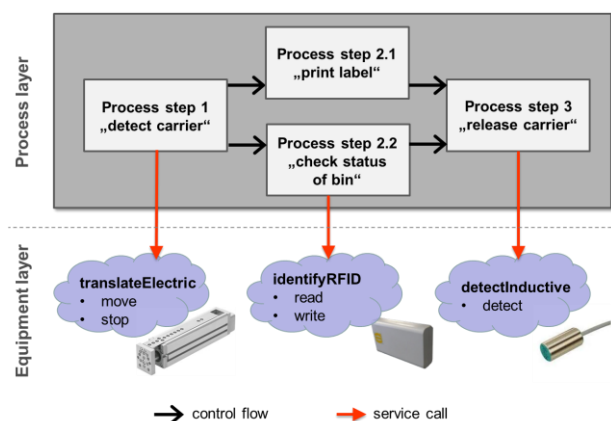 Process layer
Process step 1
„detect carrier“
Process step 2.1
„print label“
Process step 2.2
„check status
of bin“
Process step 3
„release carrier“
Equipment layer
translateElectric
• move
• stop
identifyRFID
• read
• write
detectInductive
• detect
control flow
service call